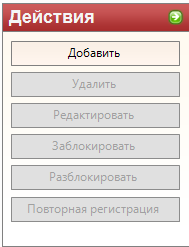 Действия
Добавить
Удалить
Редактировать
Заблокировать
Разблокировать
Повторная регистрация